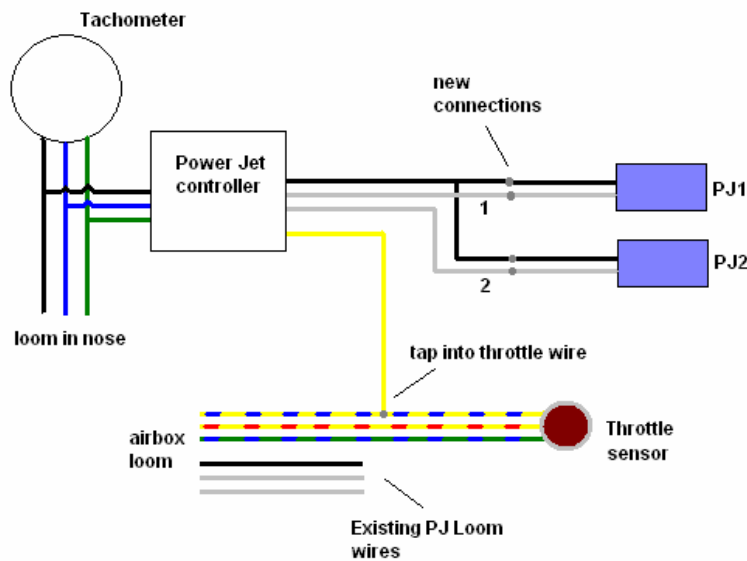 Tachometer
new
connections
Power Jet
controller
PJ1
1
PJ2
2
loom in nose
tap into throttle wire
airbox
loom
Throttle
sensor
Existing PJ Loom
wires